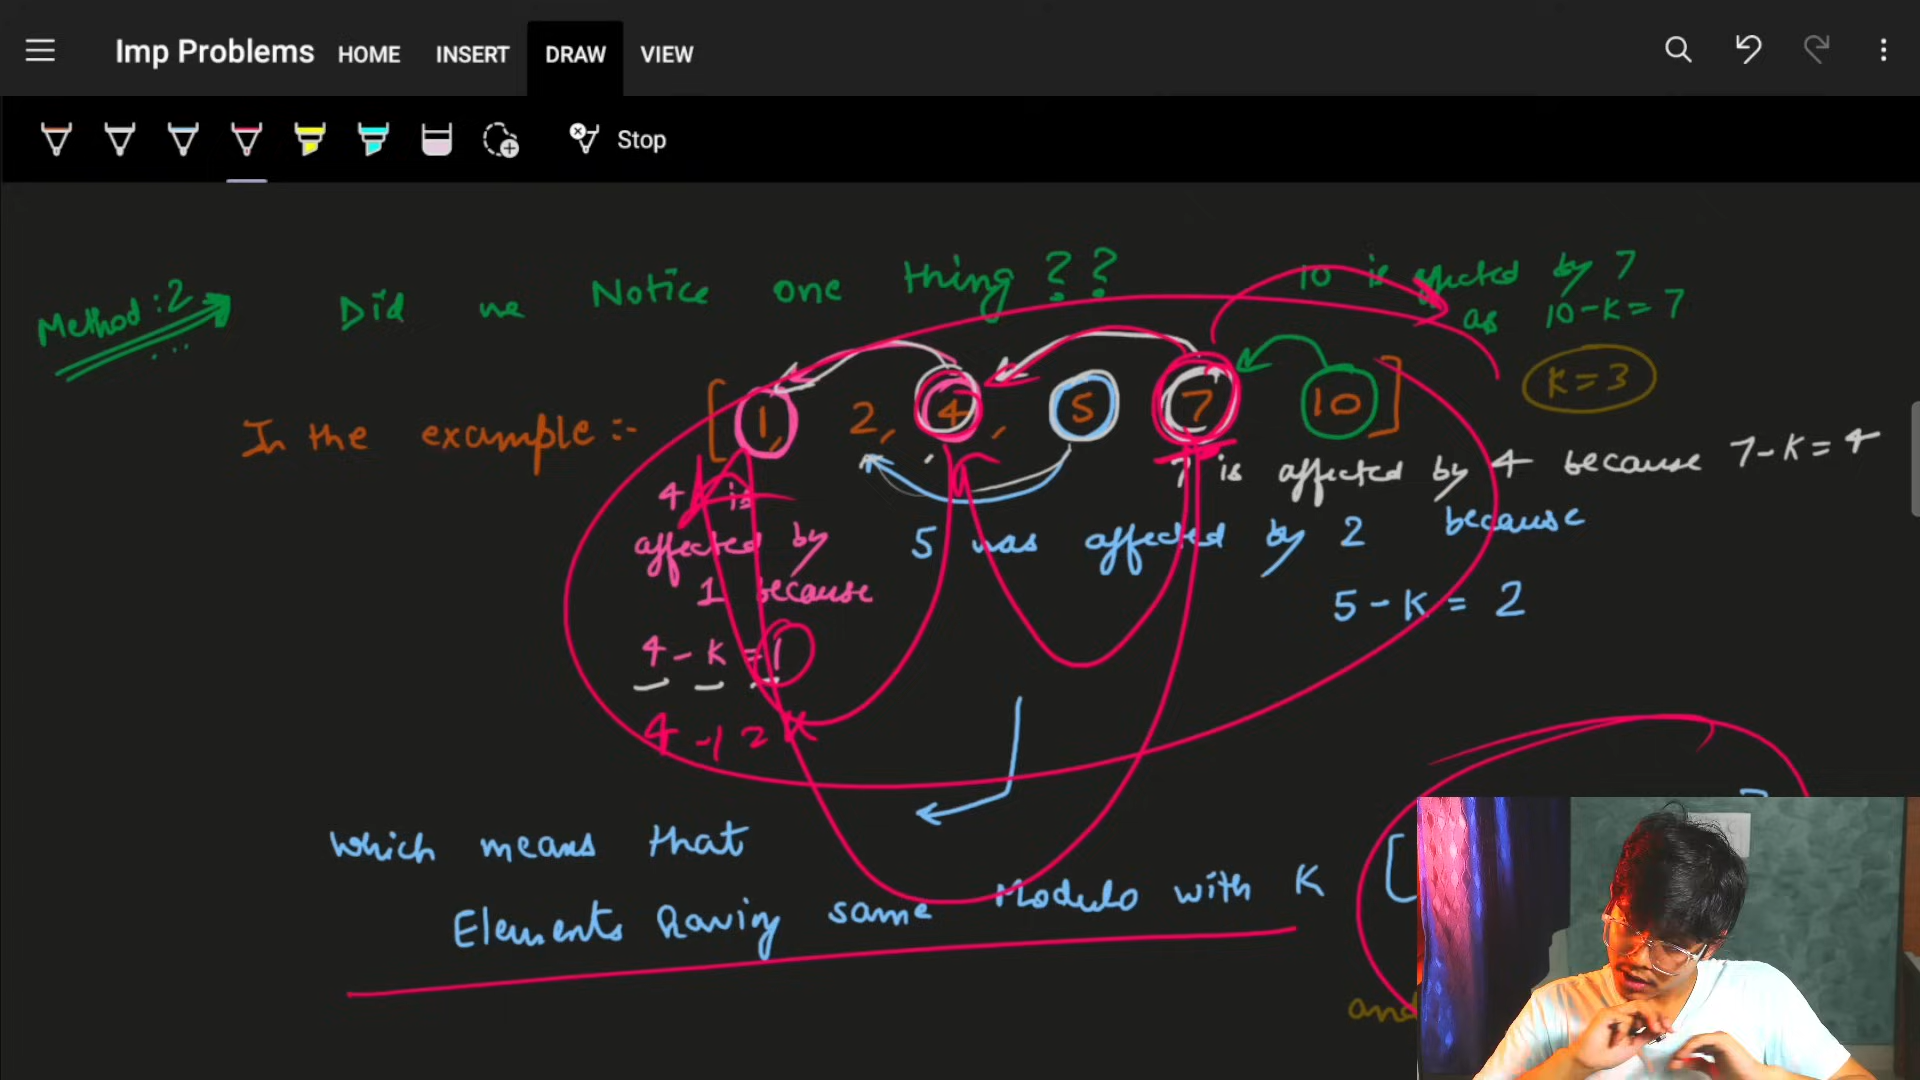 Imp Problems HOME INSERT DRAW VIEW
Stop
Method:2 Did we Notice one thing ??
10 is affected by 7
as 10-K=7
K=3
In the example:- [1, 2, 4, 5 7 10]
7 is affected by 4 because 7-K=4
4 is
affected by
1 because
4-K=1
4-1=K
5 was affected by 2 because
5-K=2
Which means that
Elements Having same Modulo with K [
and